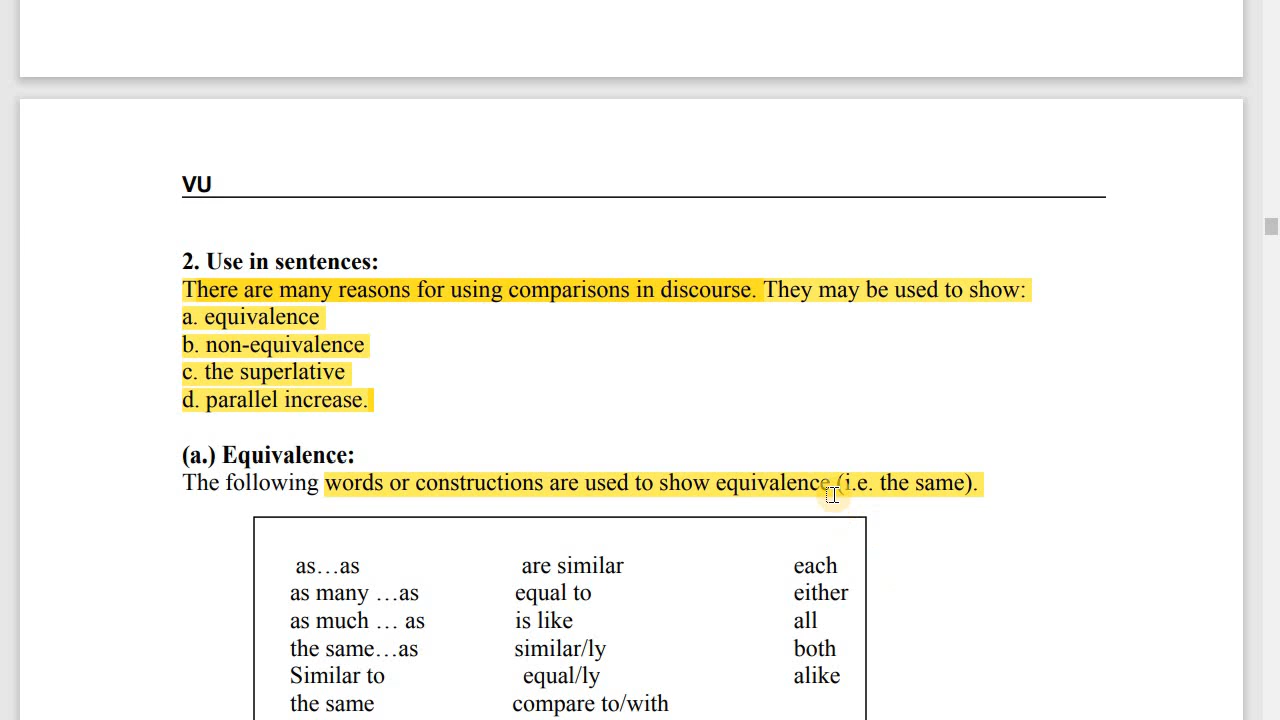 VU
2. Use in sentences:
There are many reasons for using comparisons in discourse. They may be used to show:
a. equivalence
b. non-equivalence
c. the superlative
d. parallel increase.
(a.) Equivalence:
The following words or constructions are used to show equivalence (i.e. the same).
as…as are similar each
as many …as equal to either
as much … as is like all
the same…as similar/ly both
Similar to equal/ly alike
the same compare to/with